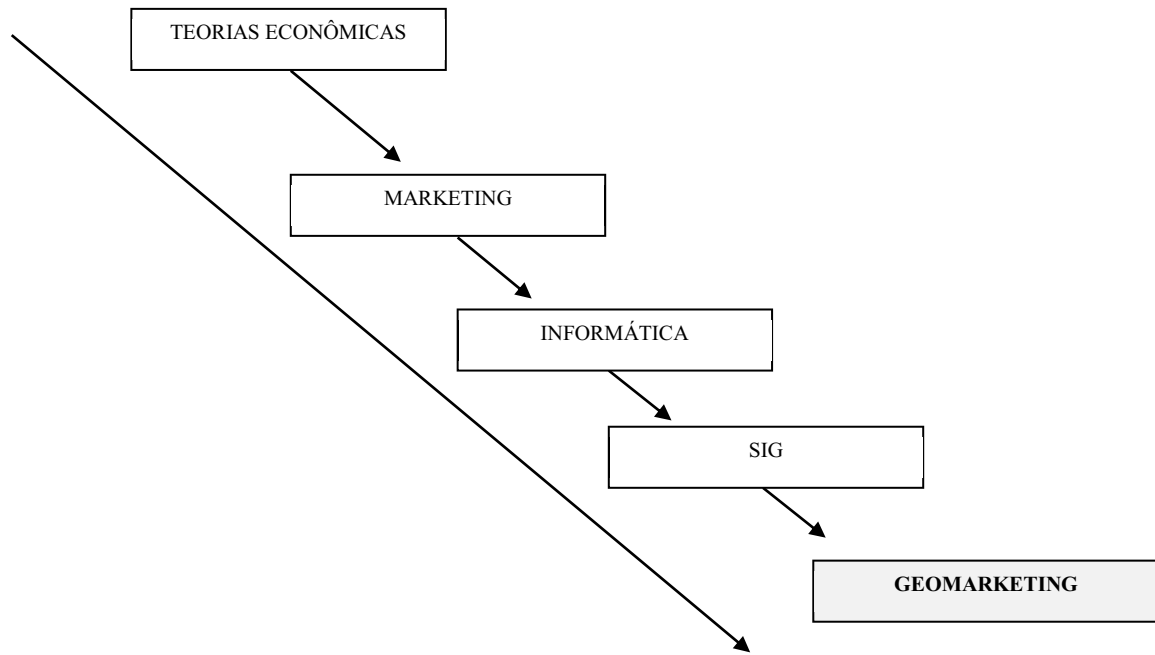 TEORIAS ECONÔMICAS
MARKETING
INFORMÁTICA
SIG
GEOMARKETING